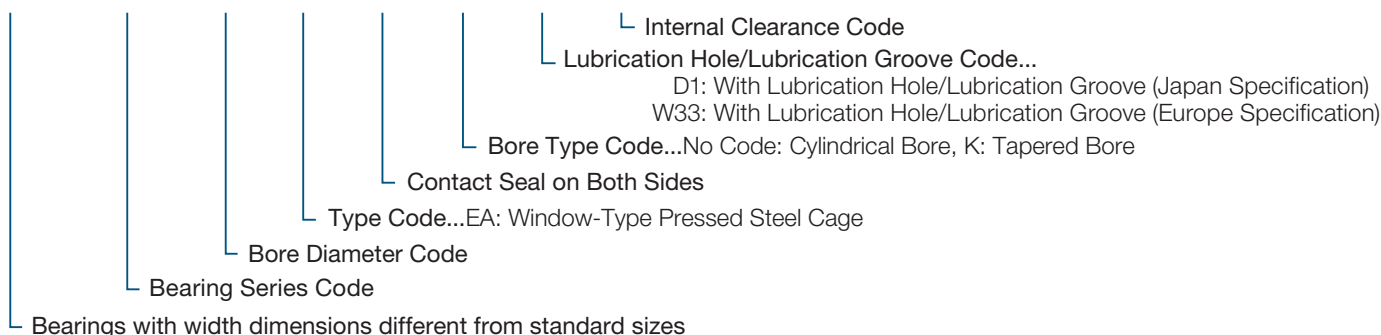 Internal Clearance Code
Lubrication Hole/Lubrication Groove Code...
D1: With Lubrication Hole/Lubrication Groove (Japan Specification)
W33: With Lubrication Hole/Lubrication Groove (Europe Specification)
Bore Type Code...No Code: Cylindrical Bore, K: Tapered Bore
Contact Seal on Both Sides
Type Code...EA: Window-Type Pressed Steel Cage
Bore Diameter Code
Bearing Series Code
Bearings with width dimensions different from standard sizes